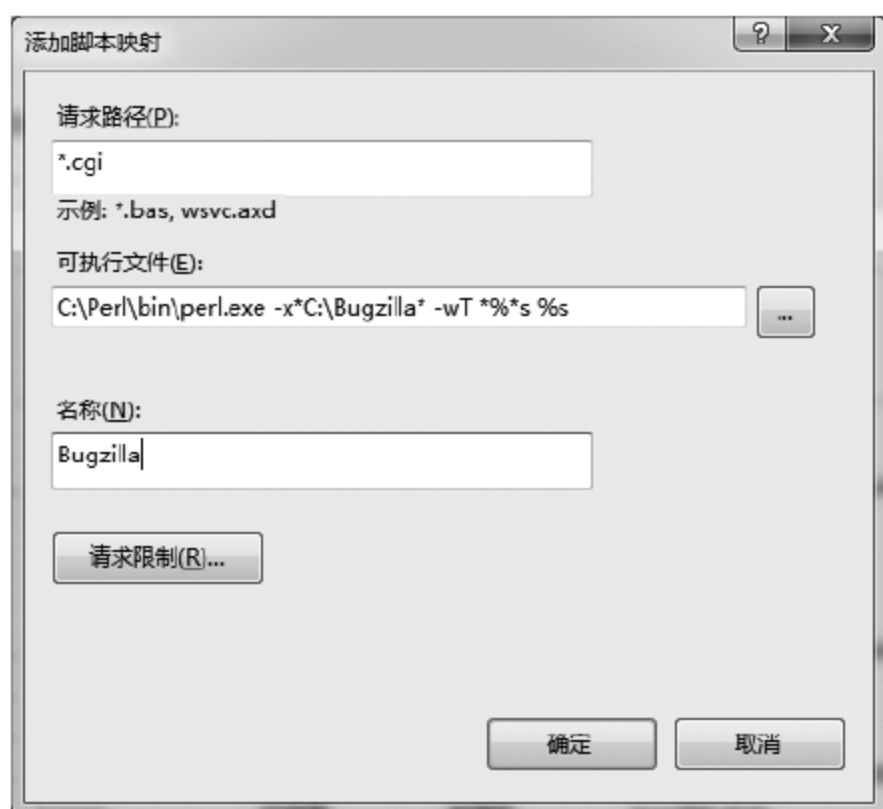 添加脚本映射
请求路径(P):
*.cgi
示例: *.bas, wsvc.axd
可执行文件(E):
C:\Perl\bin\perl.exe -x*C:\Bugzilla* -wT *%*s %s
...
名称(N):
Bugzilla
请求限制(R)...
确定
取消